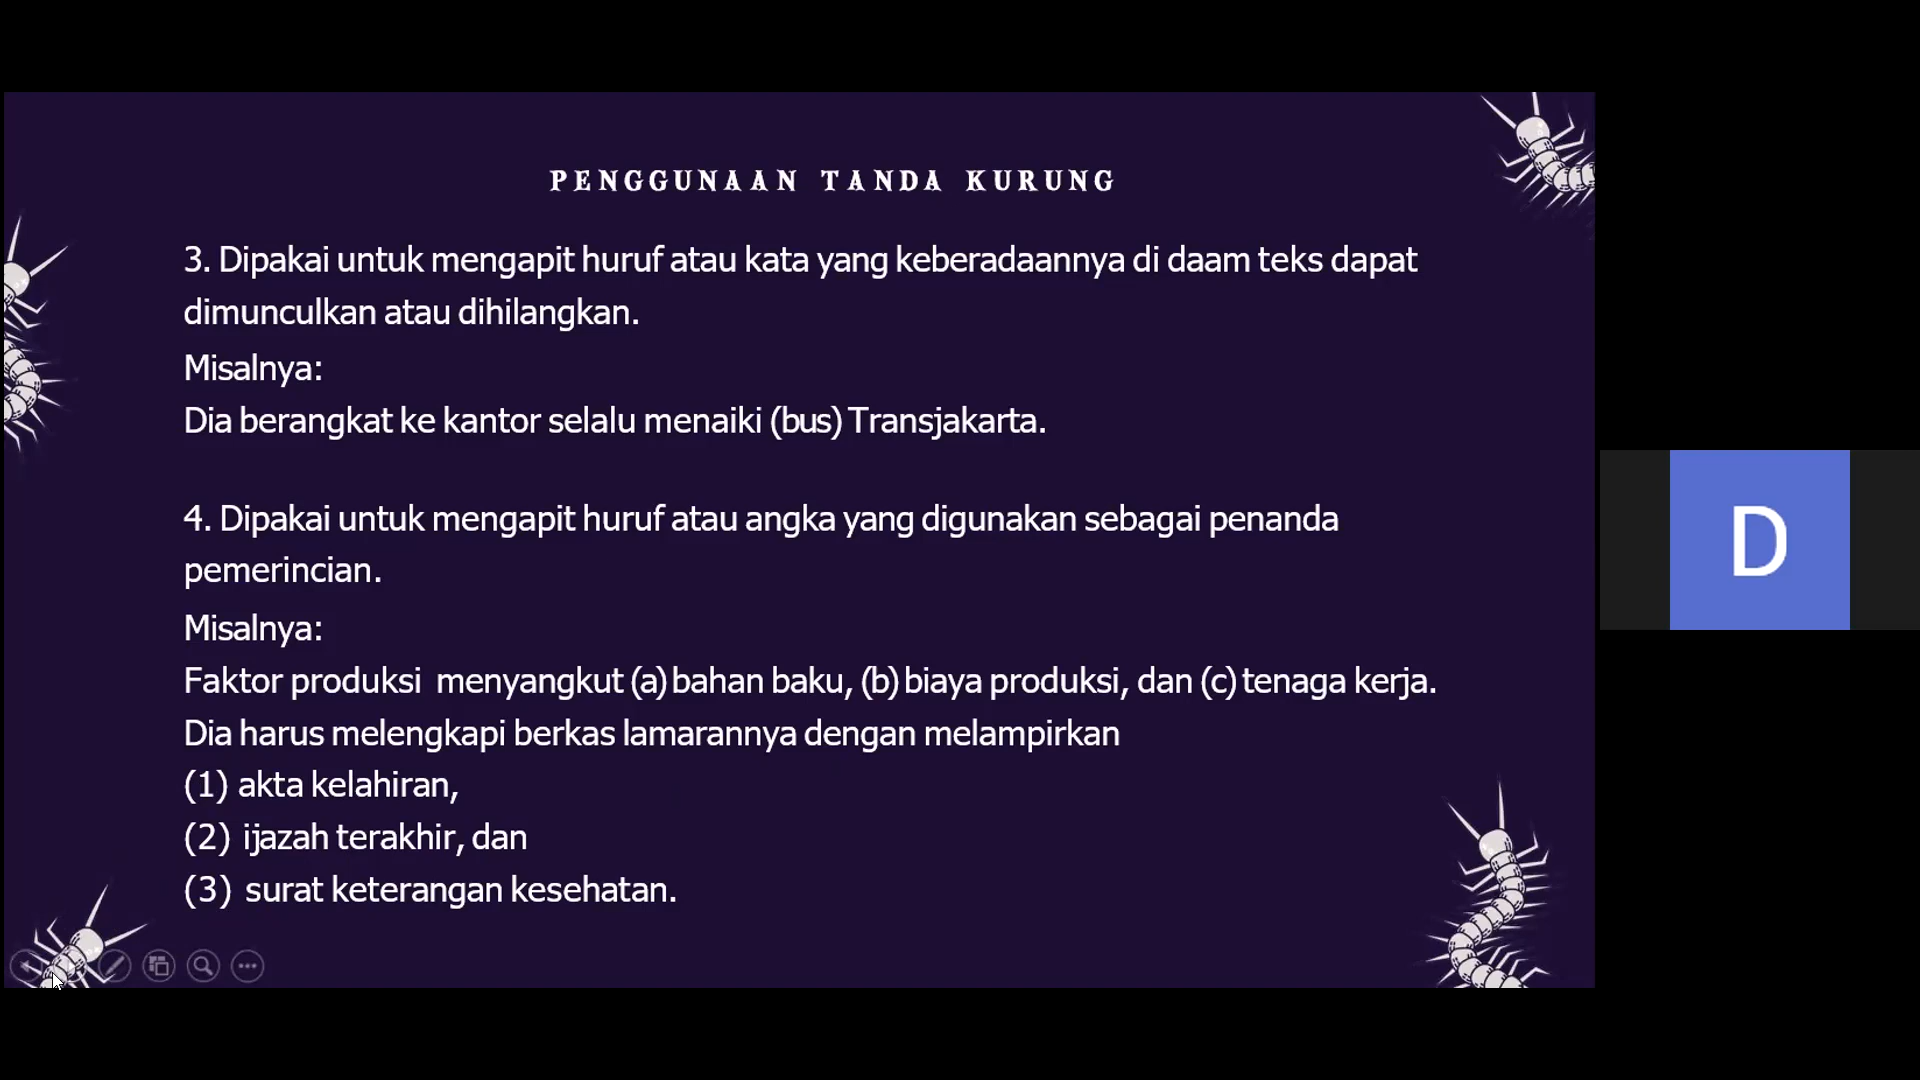 PENGGUNAAN TANDA KURUNG
3. Dipakai untuk mengapit huruf atau kata yang keberadaannya di daam teks dapat
dimunculkan atau dihilangkan.
Misalnya:
Dia berangkat ke kantor selalu menaiki (bus) Transjakarta.
4. Dipakai untuk mengapit huruf atau angka yang digunakan sebagai penanda
pemerincian.
Misalnya:
Faktor produksi menyangkut (a) bahan baku, (b) biaya produksi, dan (c) tenaga kerja.
Dia harus melengkapi berkas lamarannya dengan melampirkan
(1) akta kelahiran,
(2) ijazah terakhir, dan
(3) surat keterangan kesehatan.
D